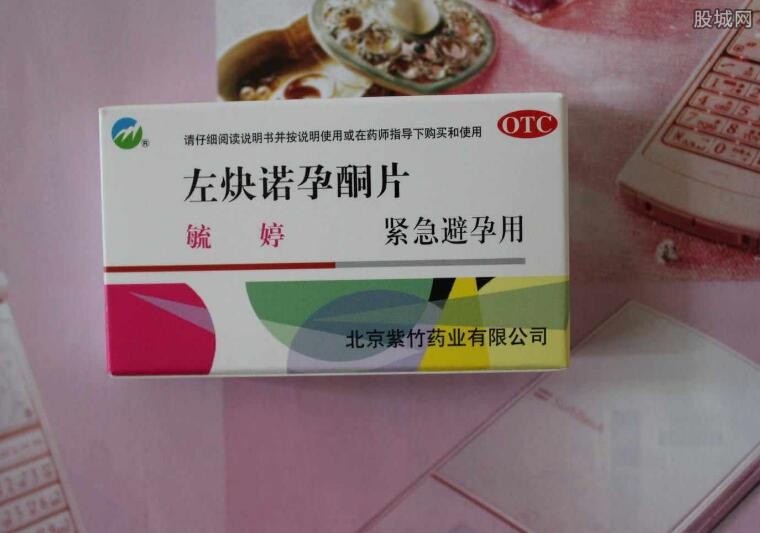 股城网
请仔细阅读说明书并按说明使用或在药师指导下购买和使用
OTC
左炔诺孕酮片
毓婷 紧急避孕用
北京紫竹药业有限公司